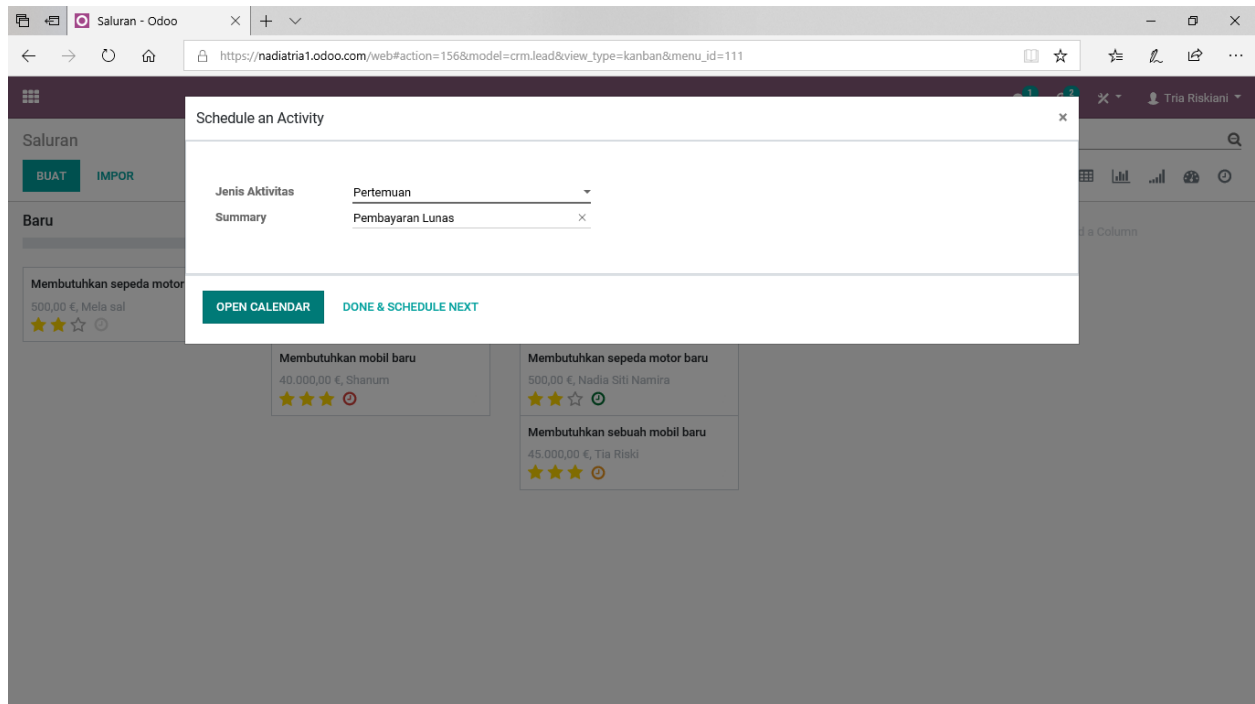 Saluran - Odoo
https://nadiatria1.odoo.com/web#action=156&model=crm.lead&view_type=kanban&menu_id=111
1
2
Tria Riskiani
Schedule an Activity
Saluran
BUAT
IMPOR
Jenis Aktivitas
Pertemuan
Summary
Pembayaran Lunas
Baru
a Column
OPEN CALENDAR
DONE & SCHEDULE NEXT
Membutuhkan sepeda motor
500,00 €, Mela sal
Membutuhkan mobil baru
40.000,00 €, Shanum
Membutuhkan sepeda motor baru
500,00 €, Nadia Siti Namira
Membutuhkan sebuah mobil baru
45.000,00 €, Tia Riski